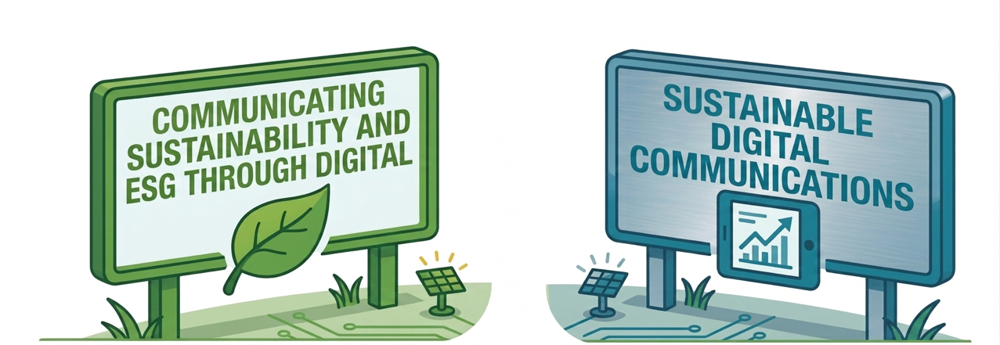 COMMUNICATING
SUSTAINABILITY AND
ESG THROUGH DIGITAL
SUSTAINABLE
DIGITAL
COMMUNICATIONS